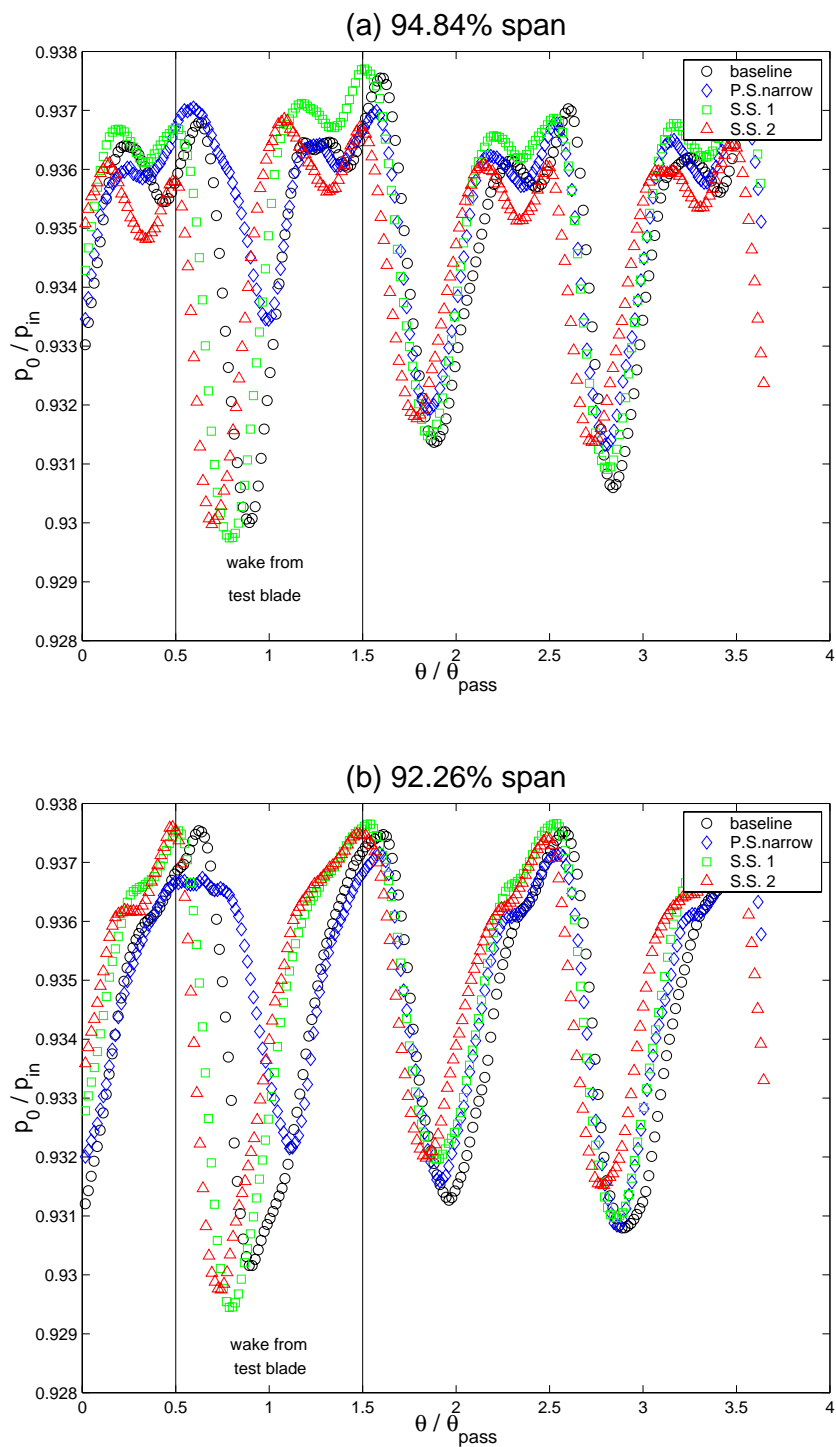 (a) 94.84% span
0.938
0.937
0.936
0.935
0.934
0.933
0.932
0.931
0.93
0.929
0.928
p0 / pin
baseline
P.S.narrow
S.S. 1
S.S. 2
wake from
test blade
0 0.5 1 1.5 2 2.5 3 3.5 4
θ / θpass
(b) 92.26% span
0.938
0.937
0.936
0.935
0.934
0.933
0.932
0.931
0.93
0.929
0.928
p0 / pin
baseline
P.S.narrow
S.S. 1
S.S. 2
wake from
test blade
0 0.5 1 1.5 2 2.5 3 3.5 4
θ / θpass